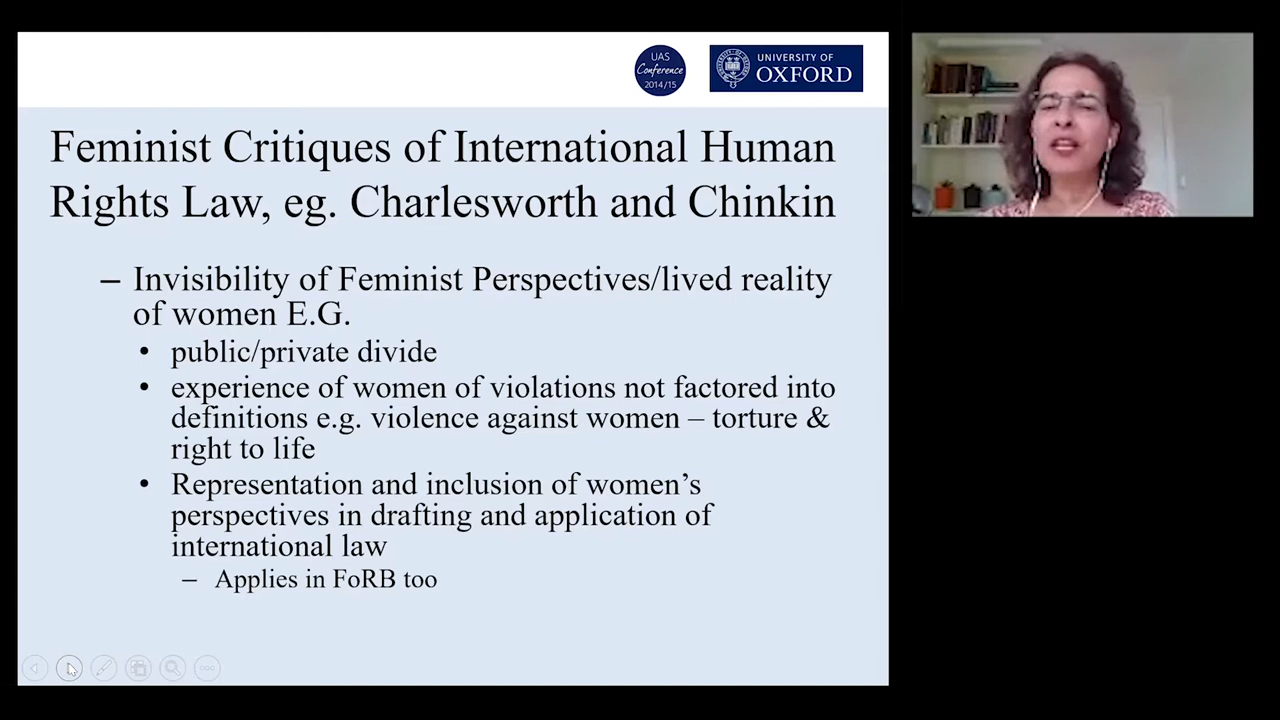 UAS
Conference
2014/15
UNIVERSITY OF
OXFORD
Feminist Critiques of International Human
Rights Law, eg. Charlesworth and Chinkin
– Invisibility of Feminist Perspectives/lived reality
of women E.G.
• public/private divide
• experience of women of violations not factored into
definitions e.g. violence against women – torture &
right to life
• Representation and inclusion of women’s
perspectives in drafting and application of
international law
– Applies in FoRB too